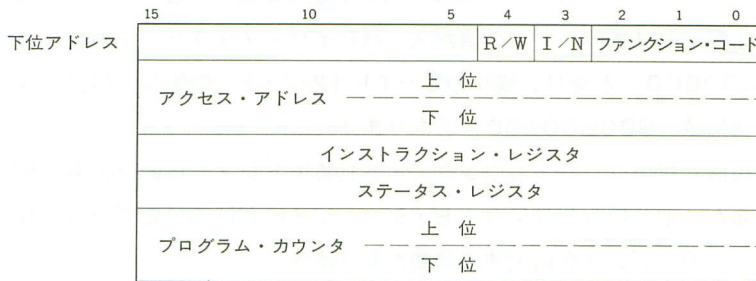 15 10 5 4 3 2 1 0
下位アドレス R/W I/N ファンクション・コード
上位
アクセス・アドレス
下位
インストラクション・レジスタ
ステータス・レジスタ
上位
プログラム・カウンタ
下位